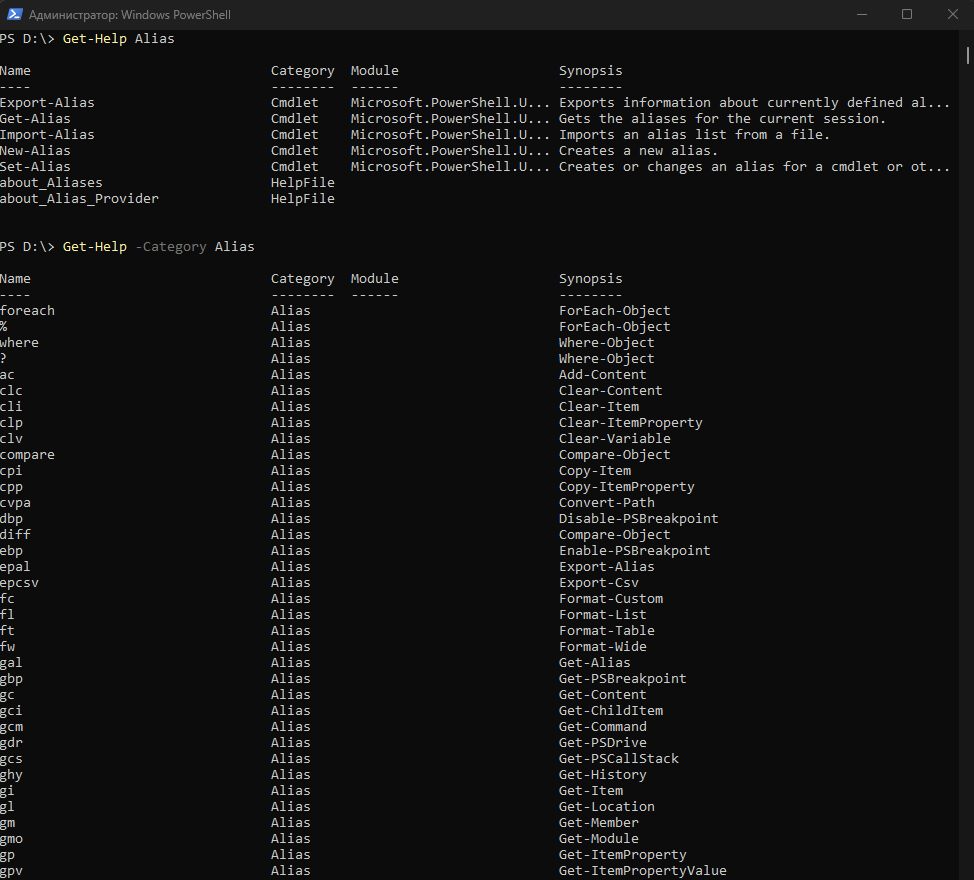 Администратор: Windows PowerShell
PS D:\> Get-Help Alias
Name Category Module Synopsis
---- -------- ------ --------
Export-Alias Cmdlet Microsoft.PowerShell.U... Exports information about currently defined al...
Get-Alias Cmdlet Microsoft.PowerShell.U... Gets the aliases for the current session.
Import-Alias Cmdlet Microsoft.PowerShell.U... Imports an alias list from a file.
New-Alias Cmdlet Microsoft.PowerShell.U... Creates a new alias.
Set-Alias Cmdlet Microsoft.PowerShell.U... Creates or changes an alias for a cmdlet or ot...
about_Aliases HelpFile
about_Alias_Provider HelpFile
PS D:\> Get-Help -Category Alias
Name Category Module Synopsis
---- -------- ------ --------
foreach Alias ForEach-Object
% Alias ForEach-Object
where Alias Where-Object
? Alias Where-Object
ac Alias Add-Content
clc Alias Clear-Content
cli Alias Clear-Item
clp Alias Clear-ItemProperty
clv Alias Clear-Variable
compare Alias Compare-Object
cpi Alias Copy-Item
cpp Alias Copy-ItemProperty
cvpa Alias Convert-Path
dbp Alias Disable-PSBreakpoint
diff Alias Compare-Object
ebp Alias Enable-PSBreakpoint
epal Alias Export-Alias
epcsv Alias Export-Csv
fc Alias Format-Custom
fl Alias Format-List
ft Alias Format-Table
fw Alias Format-Wide
gal Alias Get-Alias
gbp Alias Get-PSBreakpoint
gc Alias Get-Content
gci Alias Get-ChildItem
gcm Alias Get-Command
gdr Alias Get-PSDrive
gcs Alias Get-PSCallStack
ghy Alias Get-History
gi Alias Get-Item
gl Alias Get-Location
gm Alias Get-Member
gmo Alias Get-Module
gp Alias Get-ItemProperty
gpv Alias Get-ItemPropertyValue